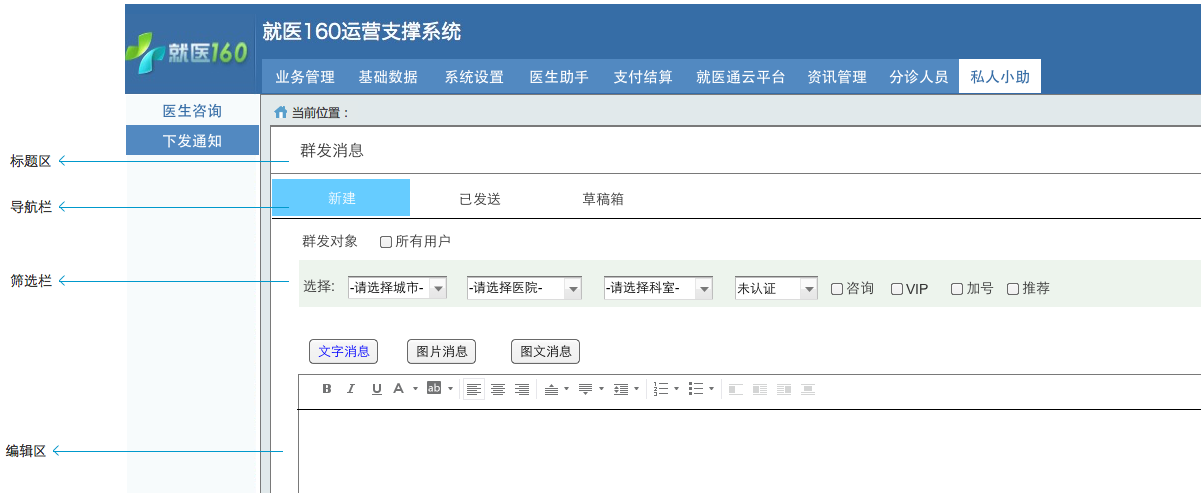 就医160
就医160运营支撑系统
业务管理 基础数据 系统设置 医生助手 支付结算 就医通云平台 资讯管理 分诊人员 私人小助
医生咨询
当前位置：
下发通知
标题区
群发消息
导航栏
新建 已发送 草稿箱
群发对象 所有用户
筛选栏
选择: -请选择城市- -请选择医院- -请选择科室- 未认证 咨询 VIP 加号 推荐
文字消息 图片消息 图文消息
B I U A ab
编辑区